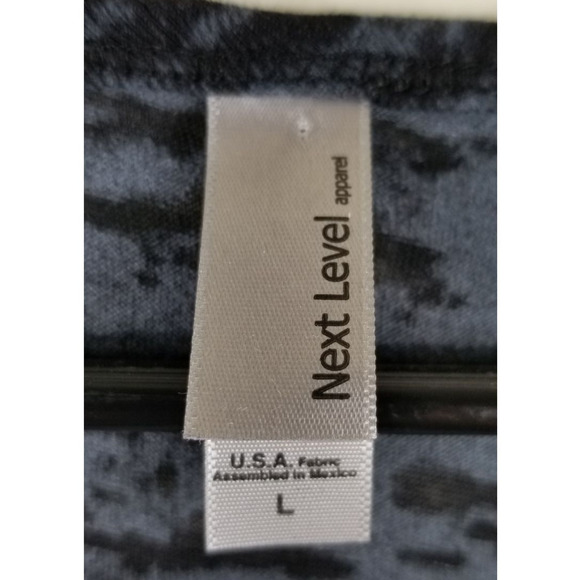 Next Level
apparel
U.S.A. Fabric
Assembled in Mexico
L